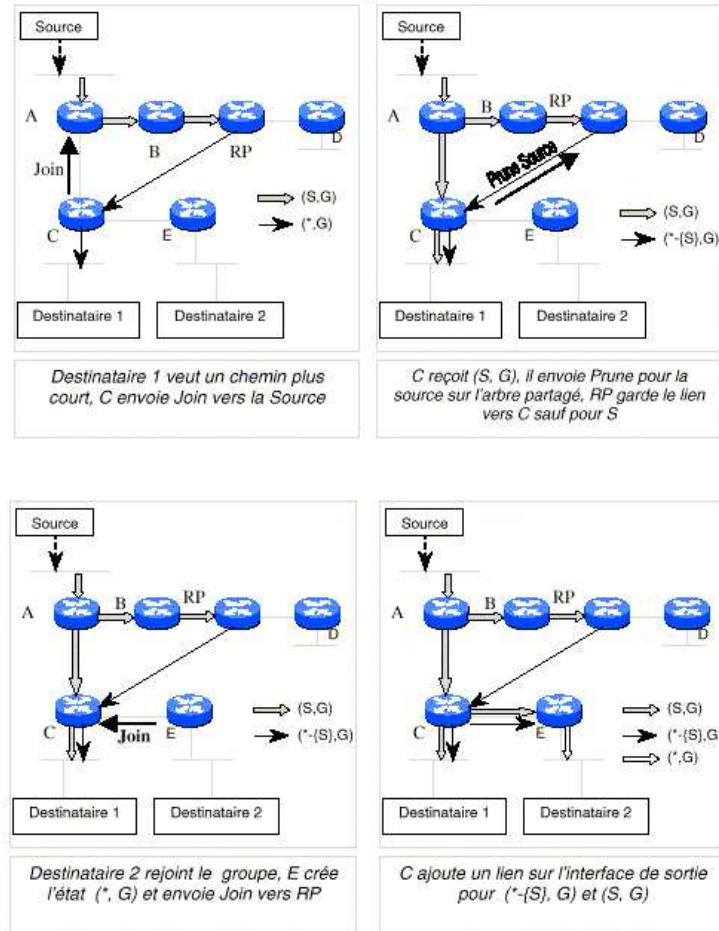 Source
A
B
RP
D
Join
C
E
(S,G)
(*,G)
Destinataire 1
Destinataire 2
Destinataire 1 veut un chemin plus
court, C envoie Join vers la Source
Source
A
B
RP
D
Prune Source
C
E
(S,G)
(*-{S},G)
Destinataire 1
Destinataire 2
C reçoit (S, G), il envoie Prune pour la
source sur l'arbre partagé, RP garde le lien
vers C sauf pour S
Source
A
B
RP
D
C
Join
E
(S,G)
(*-{S},G)
Destinataire 1
Destinataire 2
Destinataire 2 rejoint le groupe, E crée
l'état (*, G) et envoie Join vers RP
Source
A
B
RP
D
C
E
(S,G)
(*-{S},G)
(*,G)
Destinataire 1
Destinataire 2
C ajoute un lien sur l'interface de sortie
pour (*-{S}, G) et (S, G)